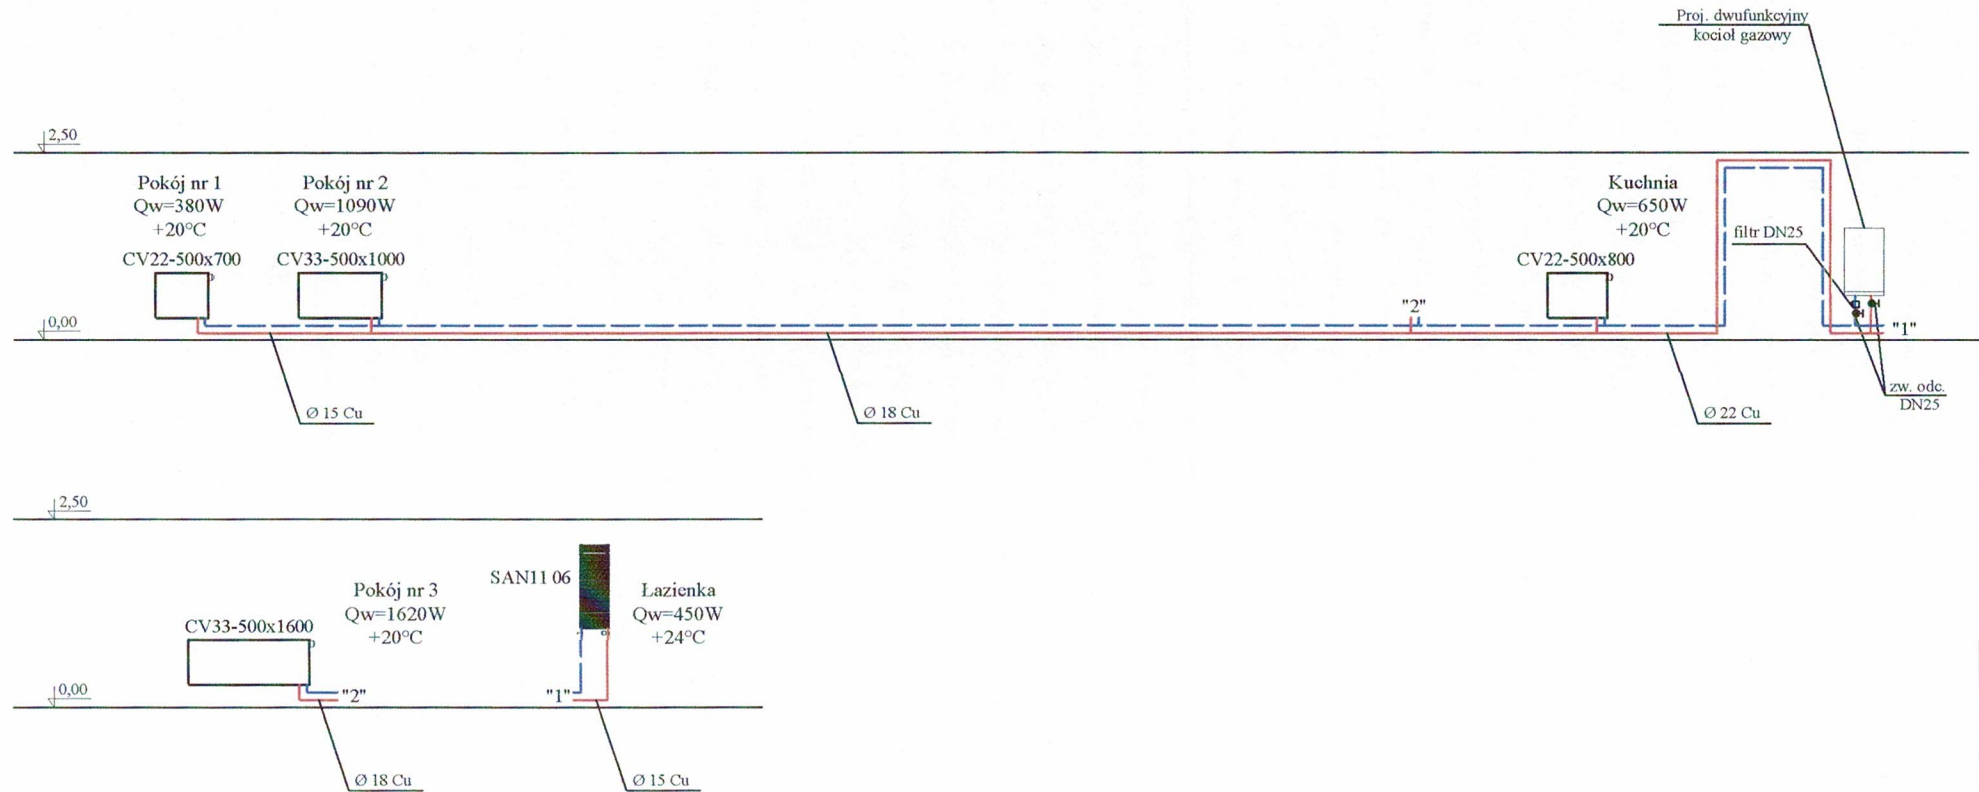 Proj. dwufunkcyjny
kocioł gazowy
2,50
Pokój nr 1
Qw=380W
+20°C
CV22-500x700
Pokój nr 2
Qw=1090W
+20°C
CV33-500x1000
Kuchnia
Qw=650W
+20°C
CV22-500x800
filtr DN25
"2"
0,00
"1"
zw. odc.
DN25
Ø 15 Cu
Ø 18 Cu
Ø 22 Cu
2,50
SAN11 06
Pokój nr 3
Qw=1620W
+20°C
Łazienka
Qw=450W
+24°C
CV33-500x1600
0,00
"2"
"1"
Ø 18 Cu
Ø 15 Cu